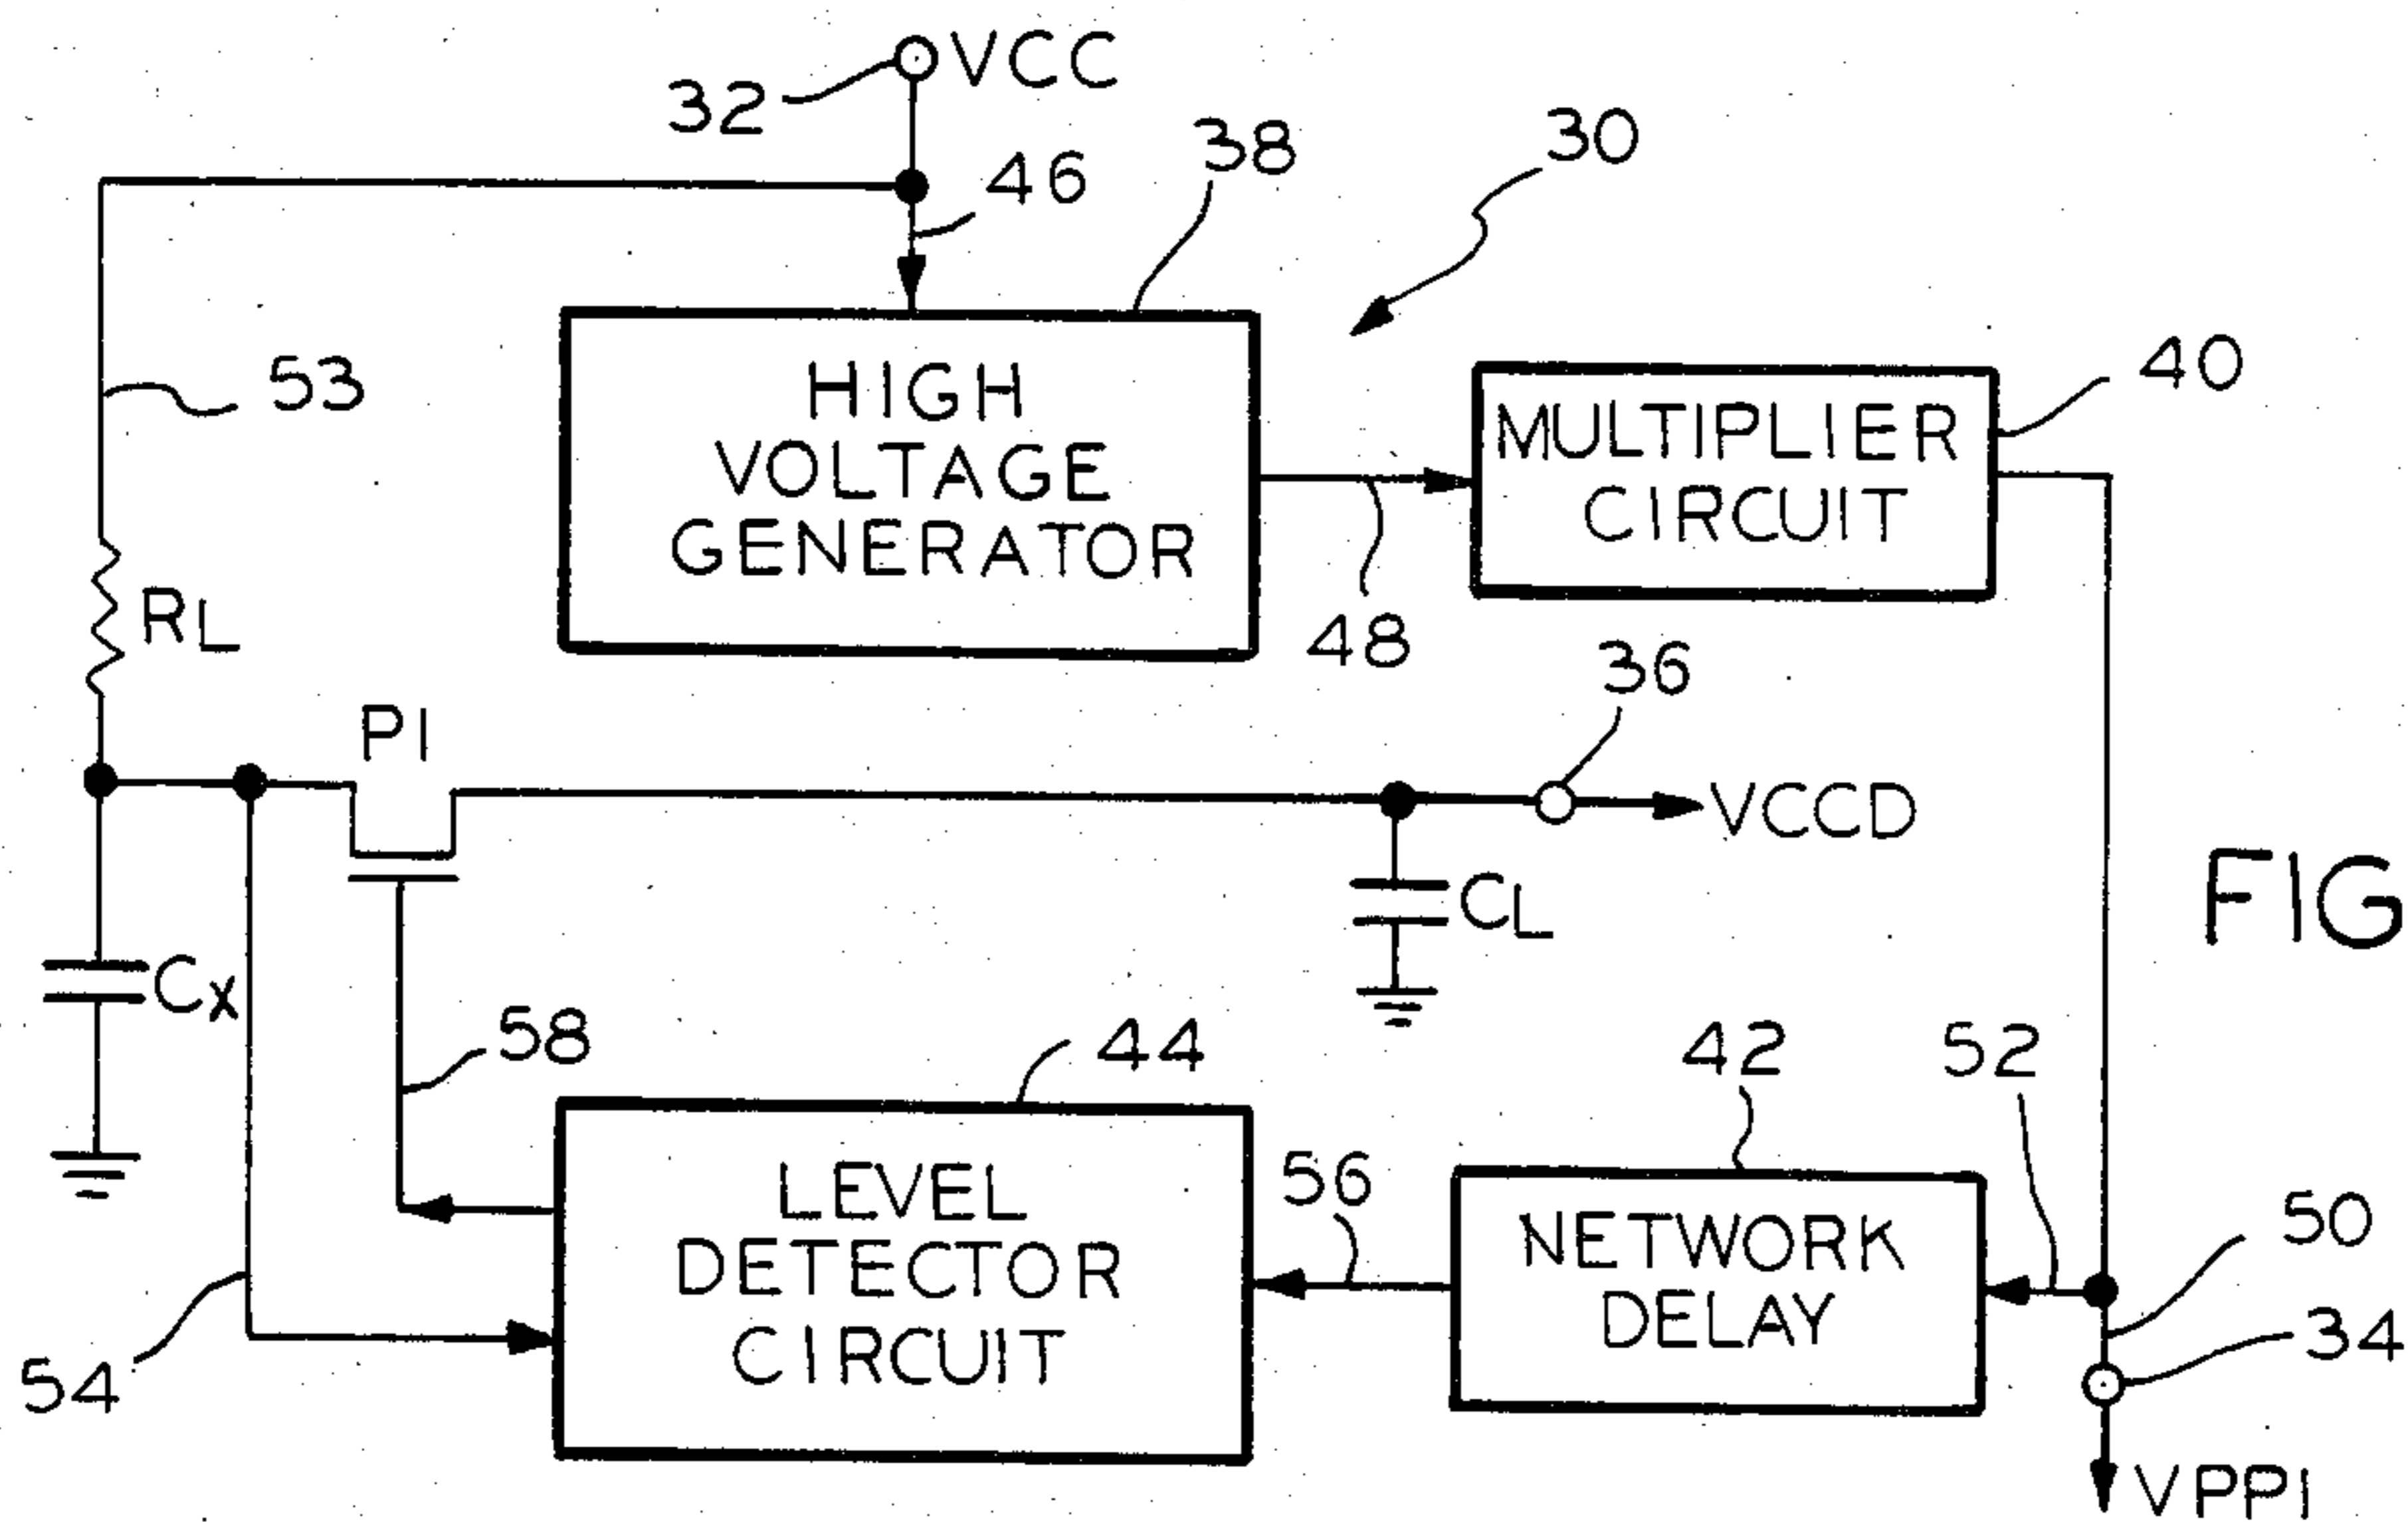 VCC
32
46
38
30
53
HIGH
VOLTAGE
GENERATOR
MULTIPLIER
CIRCUIT
40
48
RL
36
P1
VCCD
CL
FIG
CX
58
44
42
52
LEVEL
DETECTOR
CIRCUIT
56
NETWORK
DELAY
50
34
54
VPPI